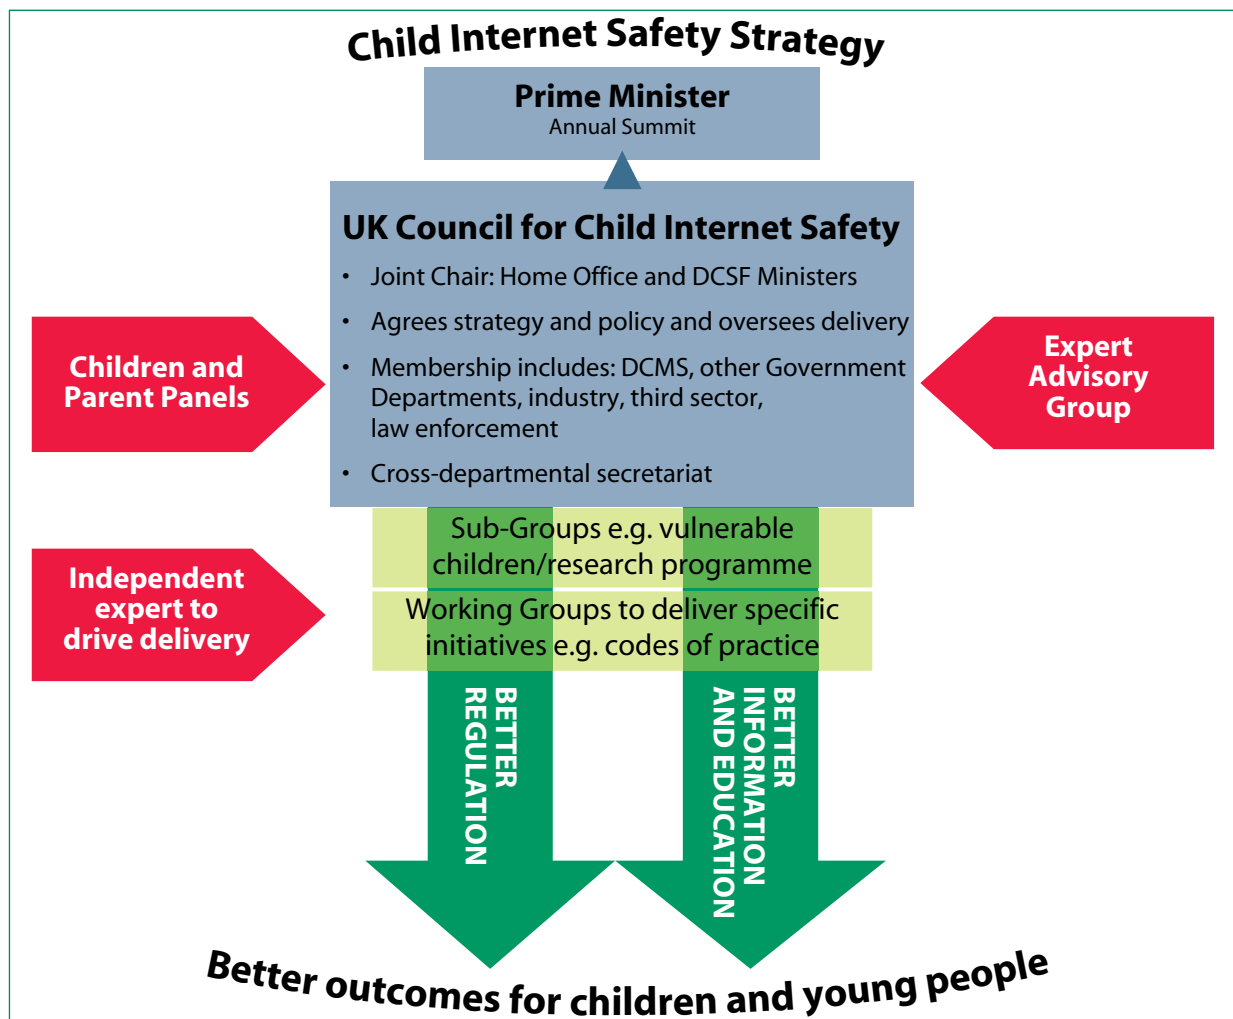 Child Internet Safety Strategy
Prime Minister
Annual Summit
UK Council for Child Internet Safety
• Joint Chair: Home Office and DCSF Ministers
• Agrees strategy and policy and oversees delivery
• Membership includes: DCMS, other Government
Departments, industry, third sector,
law enforcement
• Cross-departmental secretariat
Children and
Parent Panels
Expert
Advisory
Group
Sub-Groups e.g. vulnerable
children/research programme
Independent
expert to
drive delivery
Working Groups to deliver specific
initiatives e.g. codes of practice
BETTER
REGULATION
BETTER
INFORMATION
AND EDUCATION
Better outcomes for children and young people